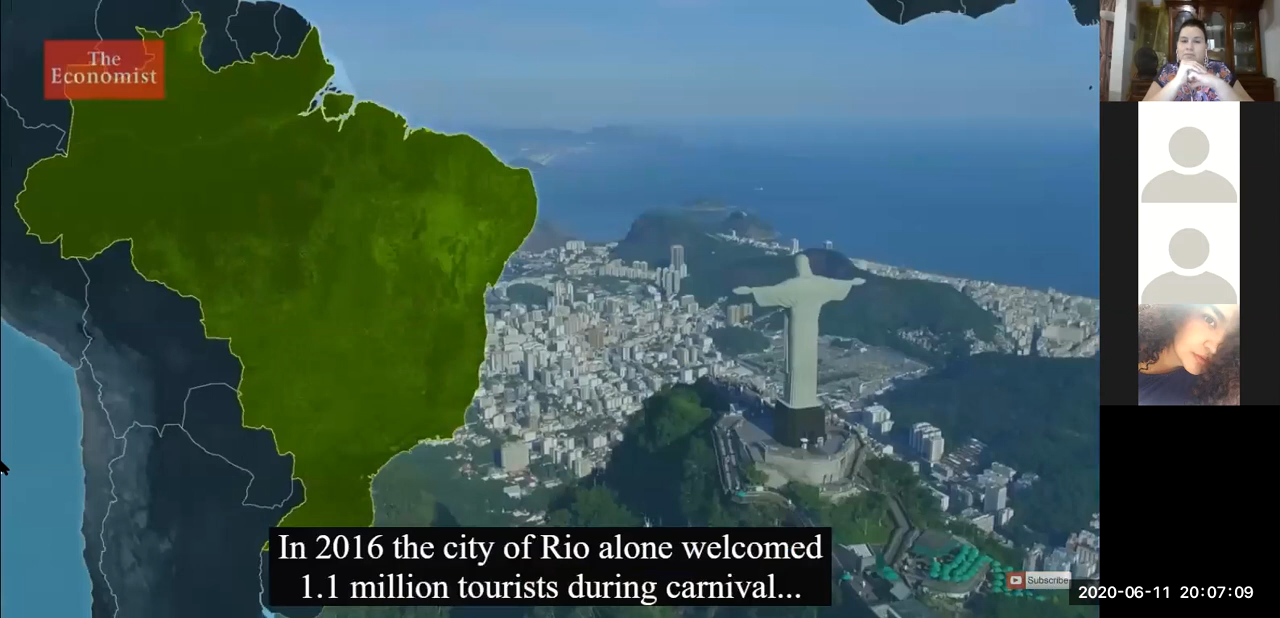 The
Economist
In 2016 the city of Rio alone welcomed
1.1 million tourists during carnival...
Subscribe
2020-06-11 20:07:09